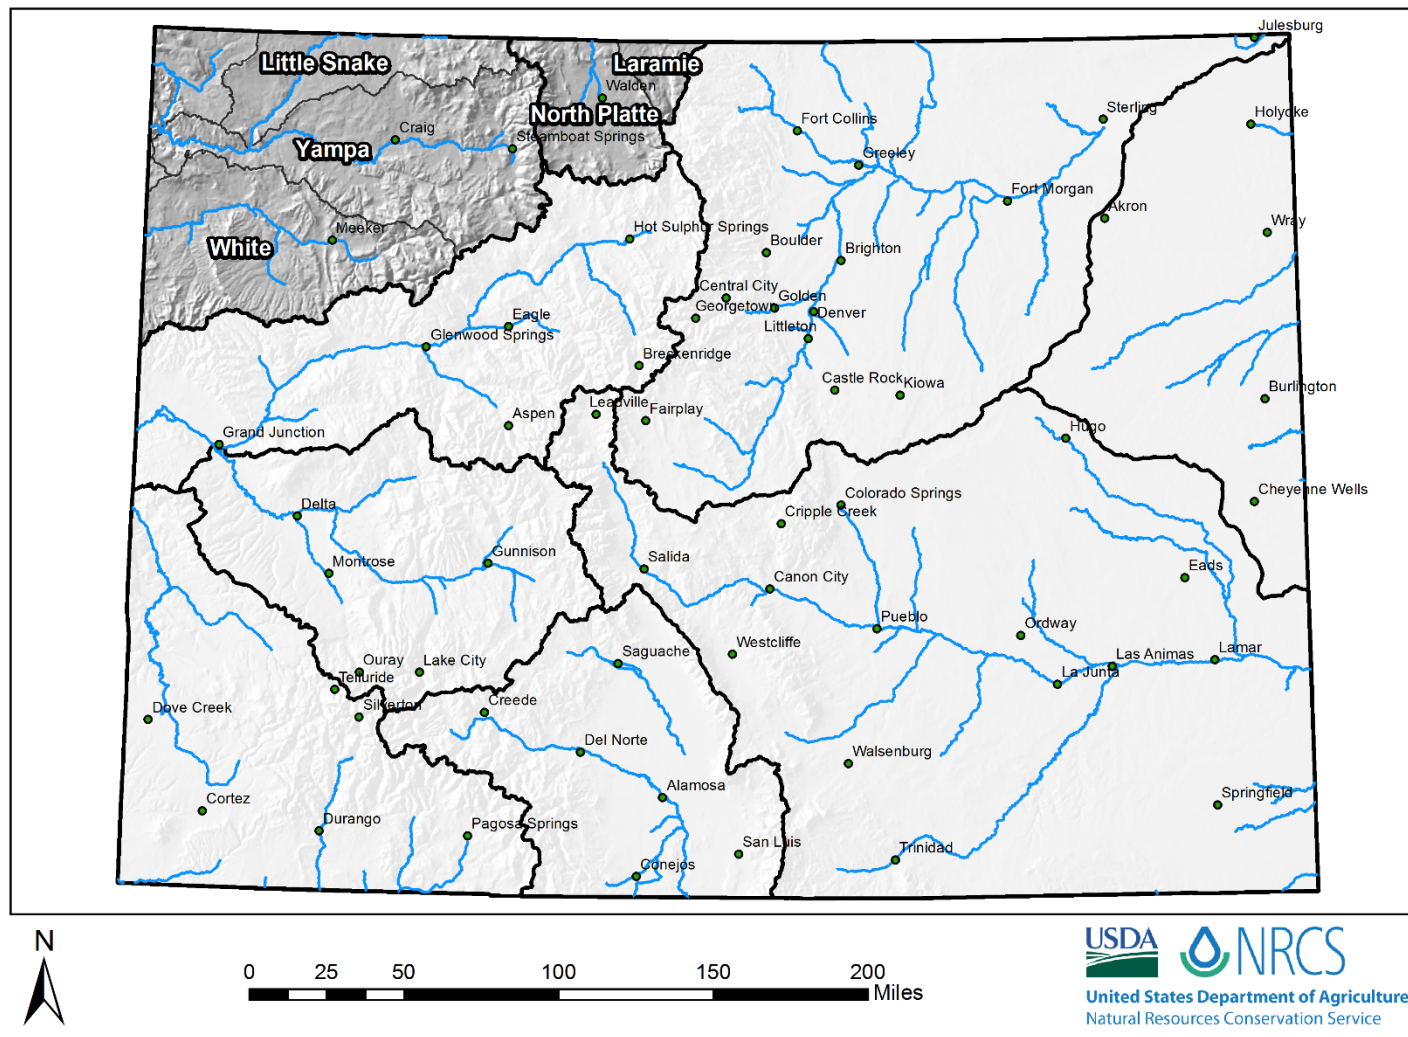 Julesburg
Little Snake
Laramie
Walden
North Platte
Sterling
Holyoke
Fort Collins
Craig
Steamboat Springs
Yampa
Greeley
Fort Morgan
Akron
Wray
Meeker
White
Hot Sulphur Springs
Boulder
Brighton
Central City
Golden
Georgetown
Denver
Littleton
Eagle
Glenwood Springs
Breckenridge
Castle Rock
Kiowa
Burlington
Leadville
Fairplay
Aspen
Grand Junction
Hugo
Cheyenne Wells
Delta
Colorado Springs
Cripple Creek
Gunnison
Salida
Montrose
Canon City
Eads
Pueblo
Ordway
Westcliffe
Saguache
Las Animas
Lamar
Ouray
Lake City
La Junta
Telluride
Silverton
Creede
Dove Creek
Del Norte
Walsenburg
Alamosa
Springfield
Cortez
Durango
Pagosa Springs
San Luis
Trinidad
Conejos
N
0 25 50 100 150 200
Miles
USDA
NRCS
United States Department of Agriculture
Natural Resources Conservation Service